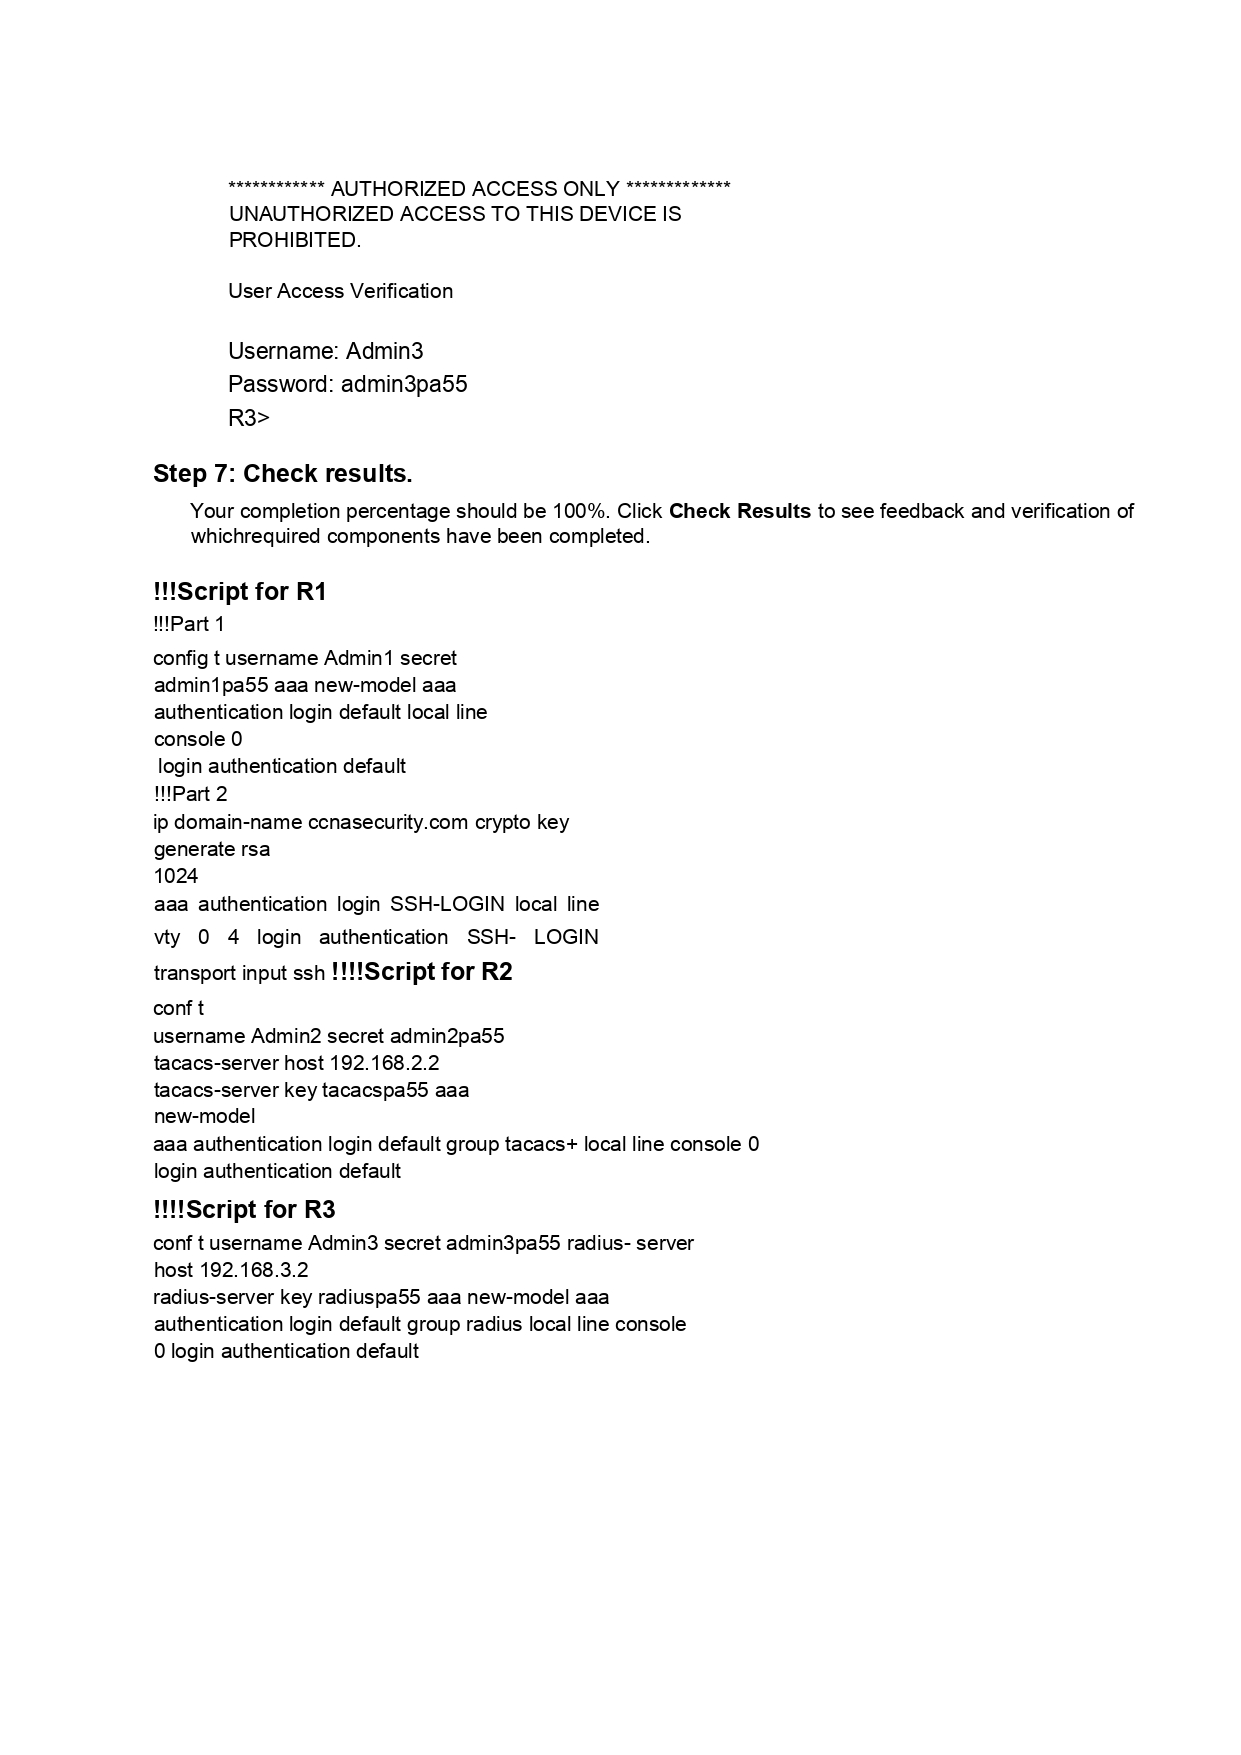 ************ AUTHORIZED ACCESS ONLY *************
UNAUTHORIZED ACCESS TO THIS DEVICE IS
PROHIBITED.
User Access Verification
Username: Admin3
Password: admin3pa55
R3>
Step 7: Check results.
Your completion percentage should be 100%. Click Check Results to see feedback and verification of
whichrequired components have been completed.
!!!Script for R1
!!!Part 1
config t username Admin1 secret
admin1pa55 aaa new-model aaa
authentication login default local line
console 0
login authentication default
!!!Part 2
ip domain-name ccnasecurity.com crypto key
generate rsa
1024
aaa authentication login SSH-LOGIN local line
vty 0 4 login authentication SSH- LOGIN
transport input ssh !!!!Script for R2
conf t
username Admin2 secret admin2pa55
tacacs-server host 192.168.2.2
tacacs-server key tacacspa55 aaa
new-model
aaa authentication login default group tacacs+ local line console 0
login authentication default
!!!!Script for R3
conf t username Admin3 secret admin3pa55 radius- server
host 192.168.3.2
radius-server key radiuspa55 aaa new-model aaa
authentication login default group radius local line console
0 login authentication default